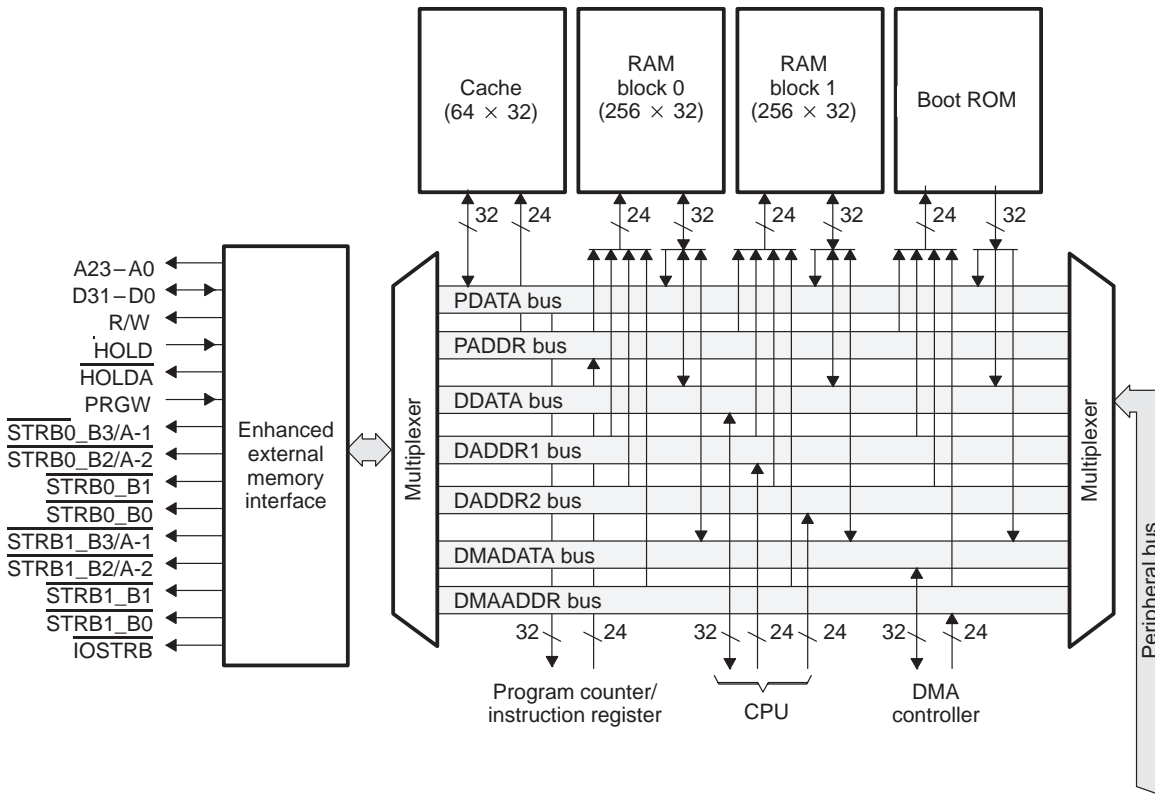 Cache
(64 × 32)
RAM
block 0
(256 × 32)
RAM
block 1
(256 × 32)
Boot ROM
32
24
24
32
24
32
24
32
A23–A0
D31–D0
R/W
HOLD
HOLDA
PRGW
STRB0_B3/A-1
STRB0_B2/A-2
STRB0_B1
STRB0_B0
STRB1_B3/A-1
STRB1_B2/A-2
STRB1_B1
STRB1_B0
IOSTRB
Enhanced
external
memory
interface
Multiplexer
PDATA bus
PADDR bus
DDATA bus
DADDR1 bus
DADDR2 bus
DMADATA bus
DMAADDR bus
Multiplexer
Peripheral bus
32
24
32
24
24
32
24
Program counter/
instruction register
CPU
DMA
controller